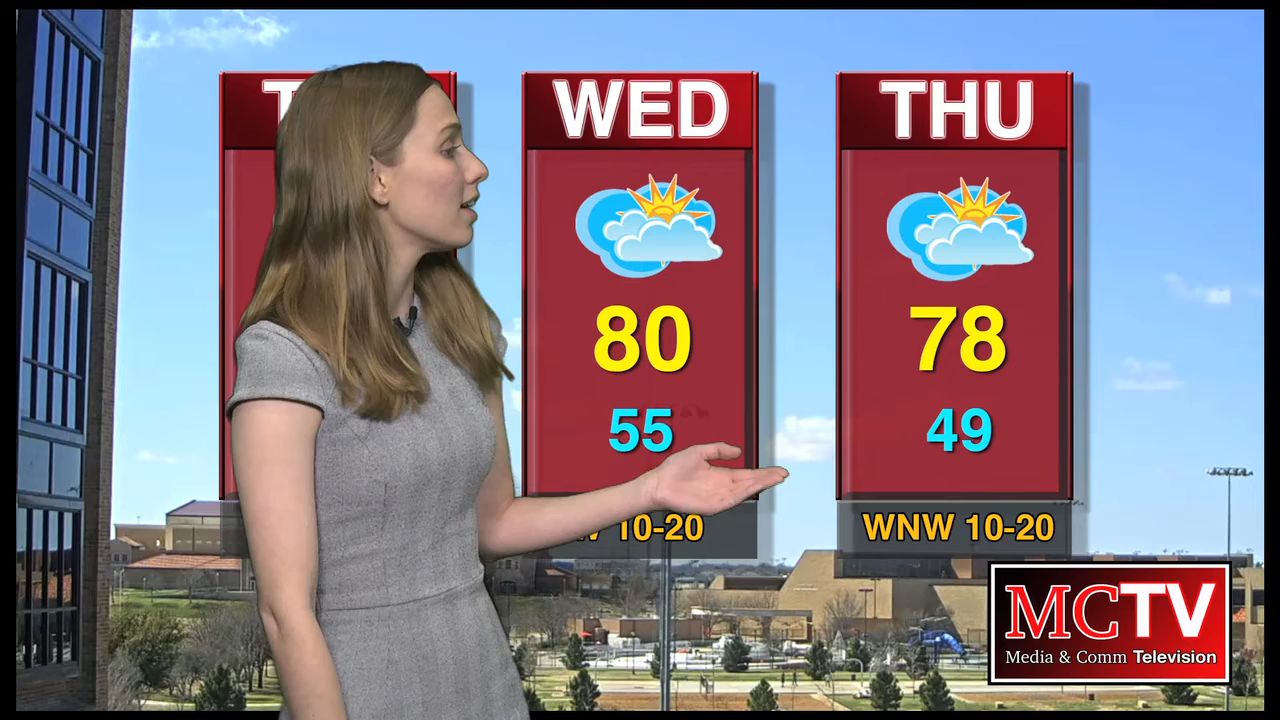 WED
THU
80
78
55
49
10-20
WNW 10-20
MCTV
Media & Comm Television